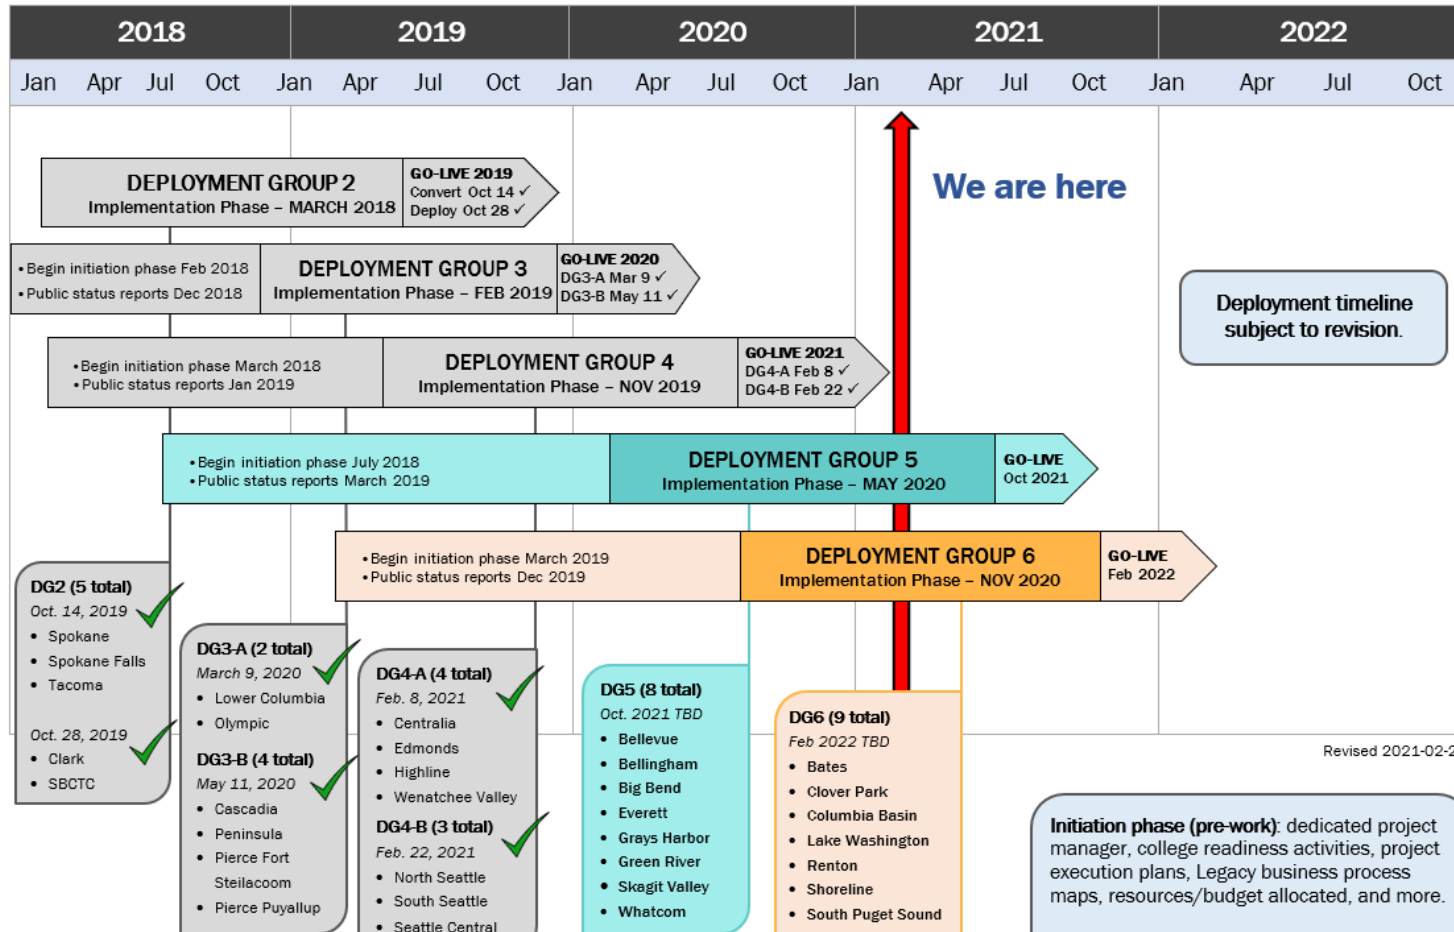 2018 2019 2020 2021 2022
Jan Apr Jul Oct Jan Apr Jul Oct Jan Apr Jul Oct Jan Apr Jul Oct Jan Apr Jul Oct
DEPLOYMENT GROUP 2
Implementation Phase – MARCH 2018
GO-LIVE 2019
Convert Oct 14 ✓
Deploy Oct 28 ✓
We are here
• Begin initiation phase Feb 2018
• Public status reports Dec 2018
DEPLOYMENT GROUP 3
Implementation Phase – FEB 2019
GO-LIVE 2020
DG3-A Mar 9 ✓
DG3-B May 11 ✓
Deployment timeline
subject to revision.
• Begin initiation phase March 2018
• Public status reports Jan 2019
DEPLOYMENT GROUP 4
Implementation Phase – NOV 2019
GO-LIVE 2021
DG4-A Feb 8 ✓
DG4-B Feb 22 ✓
• Begin initiation phase July 2018
• Public status reports March 2019
DEPLOYMENT GROUP 5
Implementation Phase – MAY 2020
GO-LIVE
Oct 2021
• Begin initiation phase March 2019
• Public status reports Dec 2019
DEPLOYMENT GROUP 6
Implementation Phase – NOV 2020
GO-LIVE
Feb 2022
DG2 (5 total)
Oct. 14, 2019
• Spokane
• Spokane Falls
• Tacoma
Oct. 28, 2019
• Clark
• SBCTC
DG3-A (2 total)
March 9, 2020
• Lower Columbia
• Olympic
DG3-B (4 total)
May 11, 2020
• Cascadia
• Peninsula
• Pierce Fort
Steilacoom
• Pierce Puyallup
DG4-A (4 total)
Feb. 8, 2021
• Centralia
• Edmonds
• Highline
• Wenatchee Valley
DG4-B (3 total)
Feb. 22, 2021
• North Seattle
• South Seattle
• Seattle Central
DG5 (8 total)
Oct. 2021 TBD
• Bellevue
• Bellingham
• Big Bend
• Everett
• Grays Harbor
• Green River
• Skagit Valley
• Whatcom
DG6 (9 total)
Feb 2022 TBD
• Bates
• Clover Park
• Columbia Basin
• Lake Washington
• Renton
• Shoreline
• South Puget Sound
Revised 2021-02-2
Initiation phase (pre-work): dedicated project
manager, college readiness activities, project
execution plans, Legacy business process
maps, resources/budget allocated, and more.